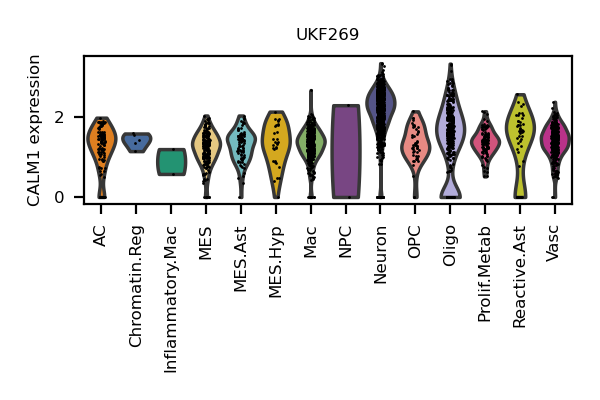 UKF269
CALM1 expression
2
0
AC
Chromatin.Reg
Inflammatory.Mac
MES
MES.Ast
MES.Hyp
Mac
NPC
Neuron
OPC
Oligo
Prolif.Metab
Reactive.Ast
Vasc